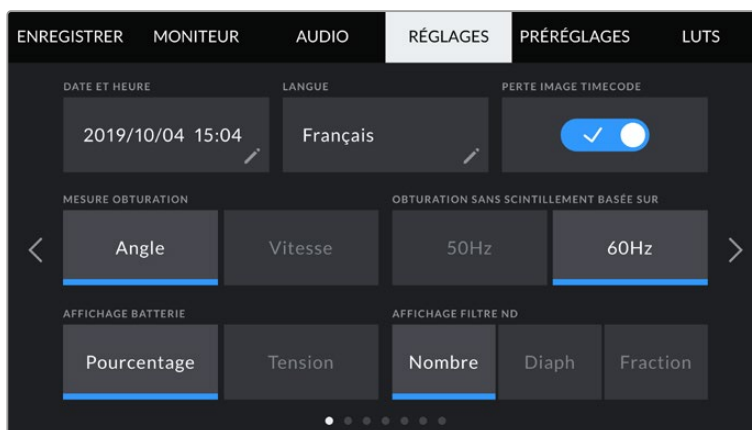 ENREGISTRER MONITEUR AUDIO RÉGLAGES PRÉRÉGLAGES LUTS
DATE ET HEURE LANGUE PERTE IMAGE TIMECODE
2019/10/04 15:04 Français
MESURE OBTURATION OBTURATION SANS SCINTILLEMENT BASÉE SUR
Angle Vitesse 50Hz 60Hz
AFFICHAGE BATTERIE AFFICHAGE FILTRE ND
Pourcentage Tension Nombre Diaph Fraction